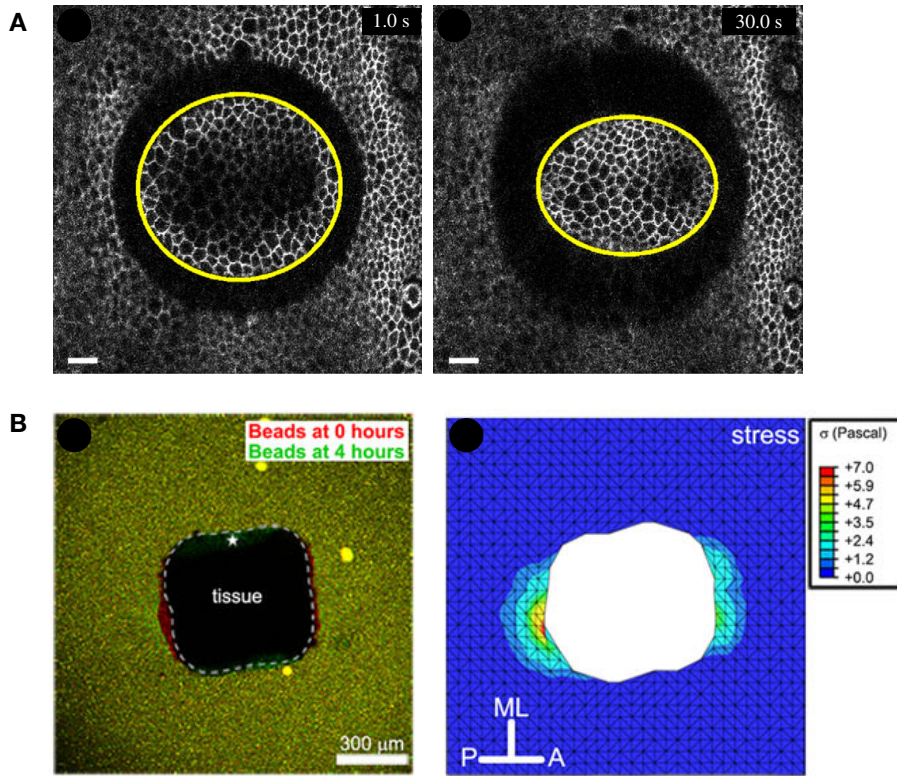 A
1.0 s
30.0 s
B
Beads at 0 hours
Beads at 4 hours
tissue
300 μm
stress
ML
P
A
σ (Pascal)
+7.0
+5.9
+4.7
+3.5
+2.4
+1.2
+0.0